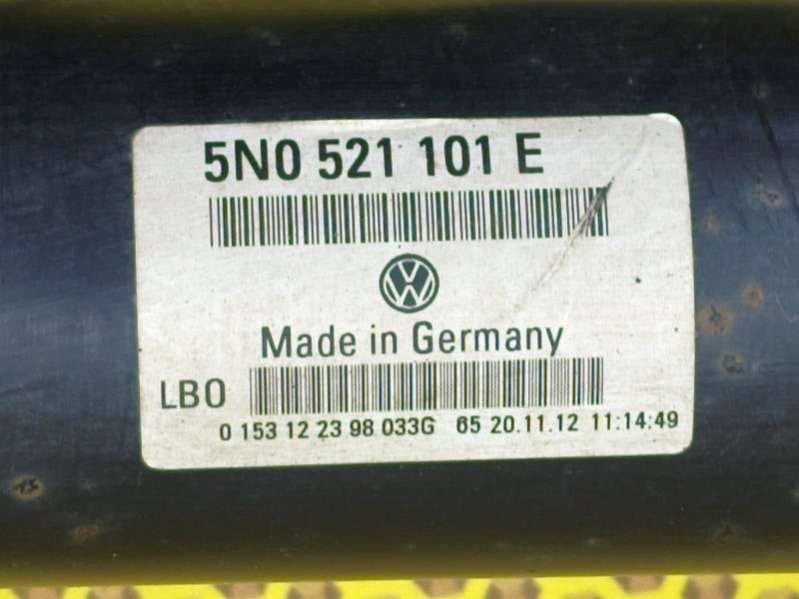 5N0 521 101 E
Made in Germany
LBO
0 153 12 23 98 033G 65 20.11.12 11:14:49